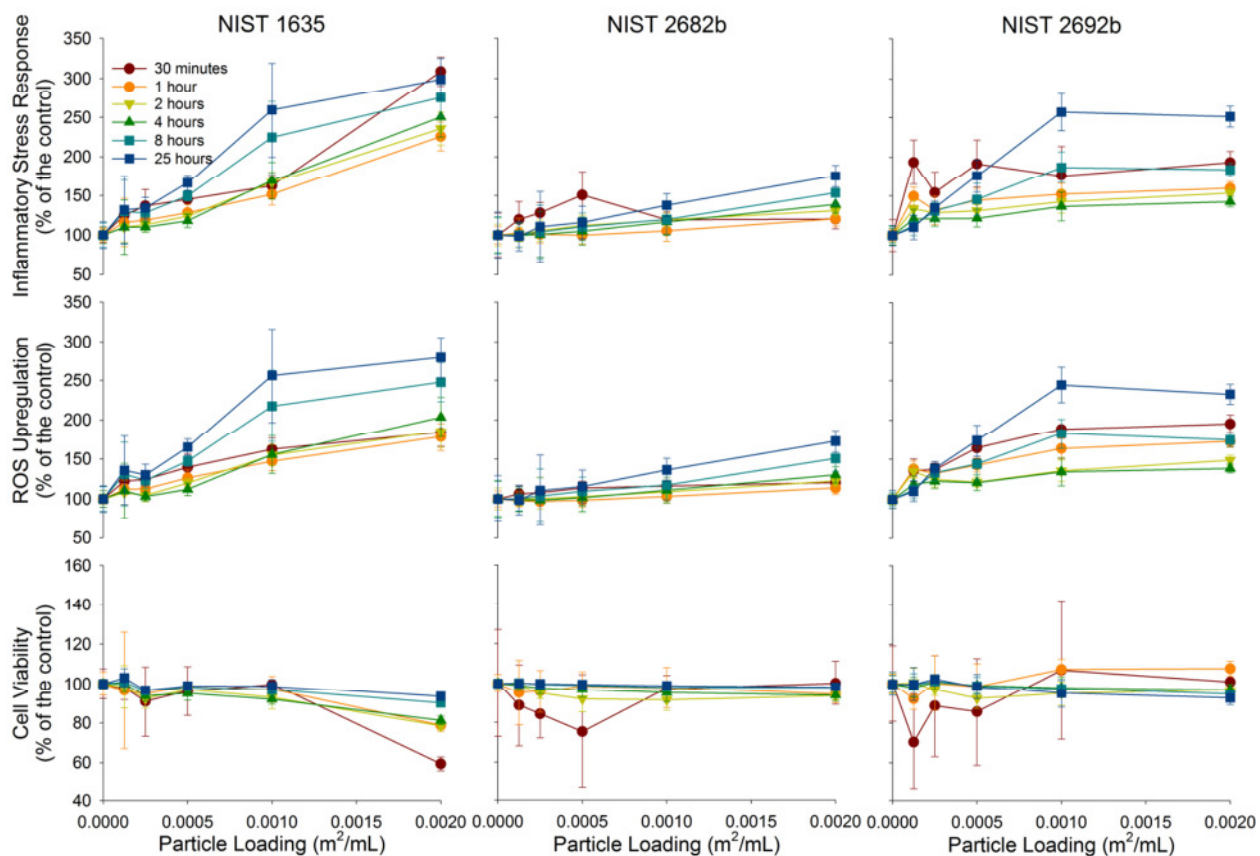 NIST 1635 NIST 2682b NIST 2692b
Inflammatory Stress Response
(% of the control)
350
300
250
200
150
100
50
30 minutes
1 hour
2 hours
4 hours
8 hours
25 hours
ROS Upregulation
(% of the control)
350
300
250
200
150
100
50
Cell Viability
(% of the control)
160
140
120
100
80
60
40
0.0000 0.0005 0.0010 0.0015 0.0020 0.0000 0.0005 0.0010 0.0015 0.0020 0.0000 0.0005 0.0010 0.0015 0.0020
Particle Loading (m²/mL) Particle Loading (m²/mL) Particle Loading (m²/mL)